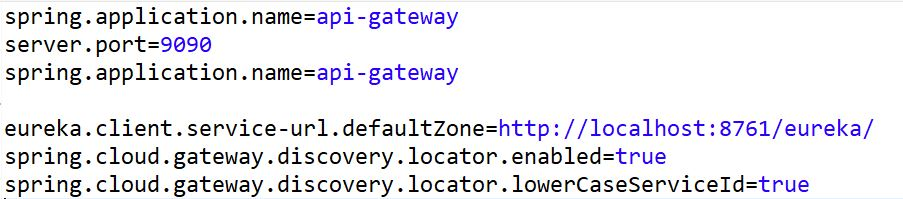 spring.application.name=api-gateway
server.port=9090
spring.application.name=api-gateway
eureka.client.service-url.defaultZone=http://localhost:8761/eureka/
spring.cloud.gateway.discovery.locator.enabled=true
spring.cloud.gateway.discovery.locator.lowerCaseServiceId=true